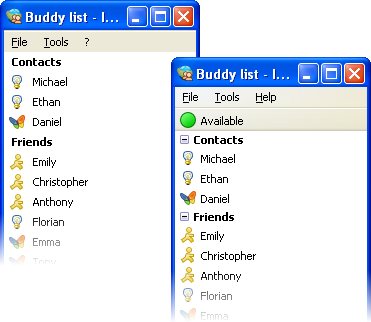 Buddy list - I...
File Tools ?
Contacts
Michael
Ethan
Daniel
Friends
Emily
Christopher
Anthony
Florian
Emma
Tony
Buddy list - I...
File Tools Help
Available
Contacts
Michael
Ethan
Daniel
Friends
Emily
Christopher
Anthony
Florian
Emma